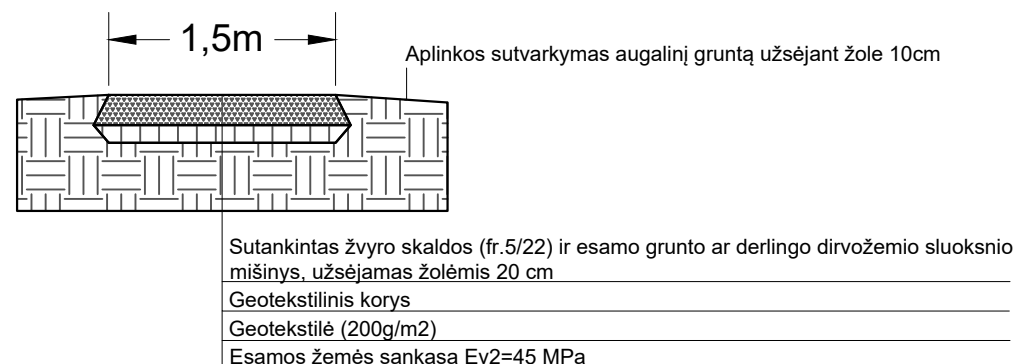 1,5m
Aplinkos sutvarkymas augalinį gruntą užsėjant žole 10cm
Sutankintas žvyro skaldos (fr.5/22) ir esamo grunto ar derlingo dirvožemio sluoksnio
mišinys, užsėjamas žolėmis 20 cm
Geotekstilinis korys
Geotekstilė (200g/m2)
Esamos žemės sankasa Ev2=45 MPa